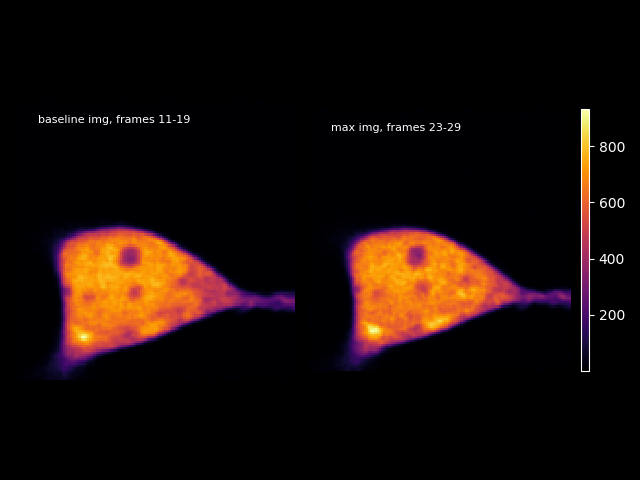 baseline img, frames 11-19
max img, frames 23-29
800
600
400
200